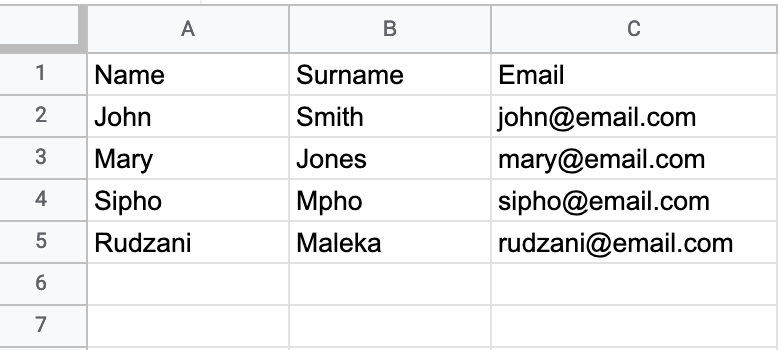 A B C
1 Name Surname Email
2 John Smith john@email.com
3 Mary Jones mary@email.com
4 Sipho Mpho sipho@email.com
5 Rudzani Maleka rudzani@email.com
6
7